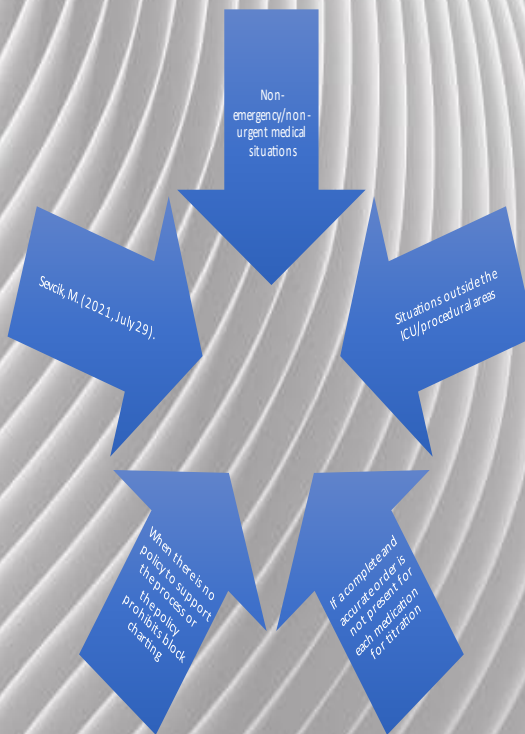 Non-
emergency/non-
urgent medical
situations
Situations outside the
ICU/procedural areas
If a complete and
accurate order is
not present for
each medication
for titration
When there is no
policy to support
the process or
the policy
prohibits block
charting
Sevcik, M. (2021, July 29).